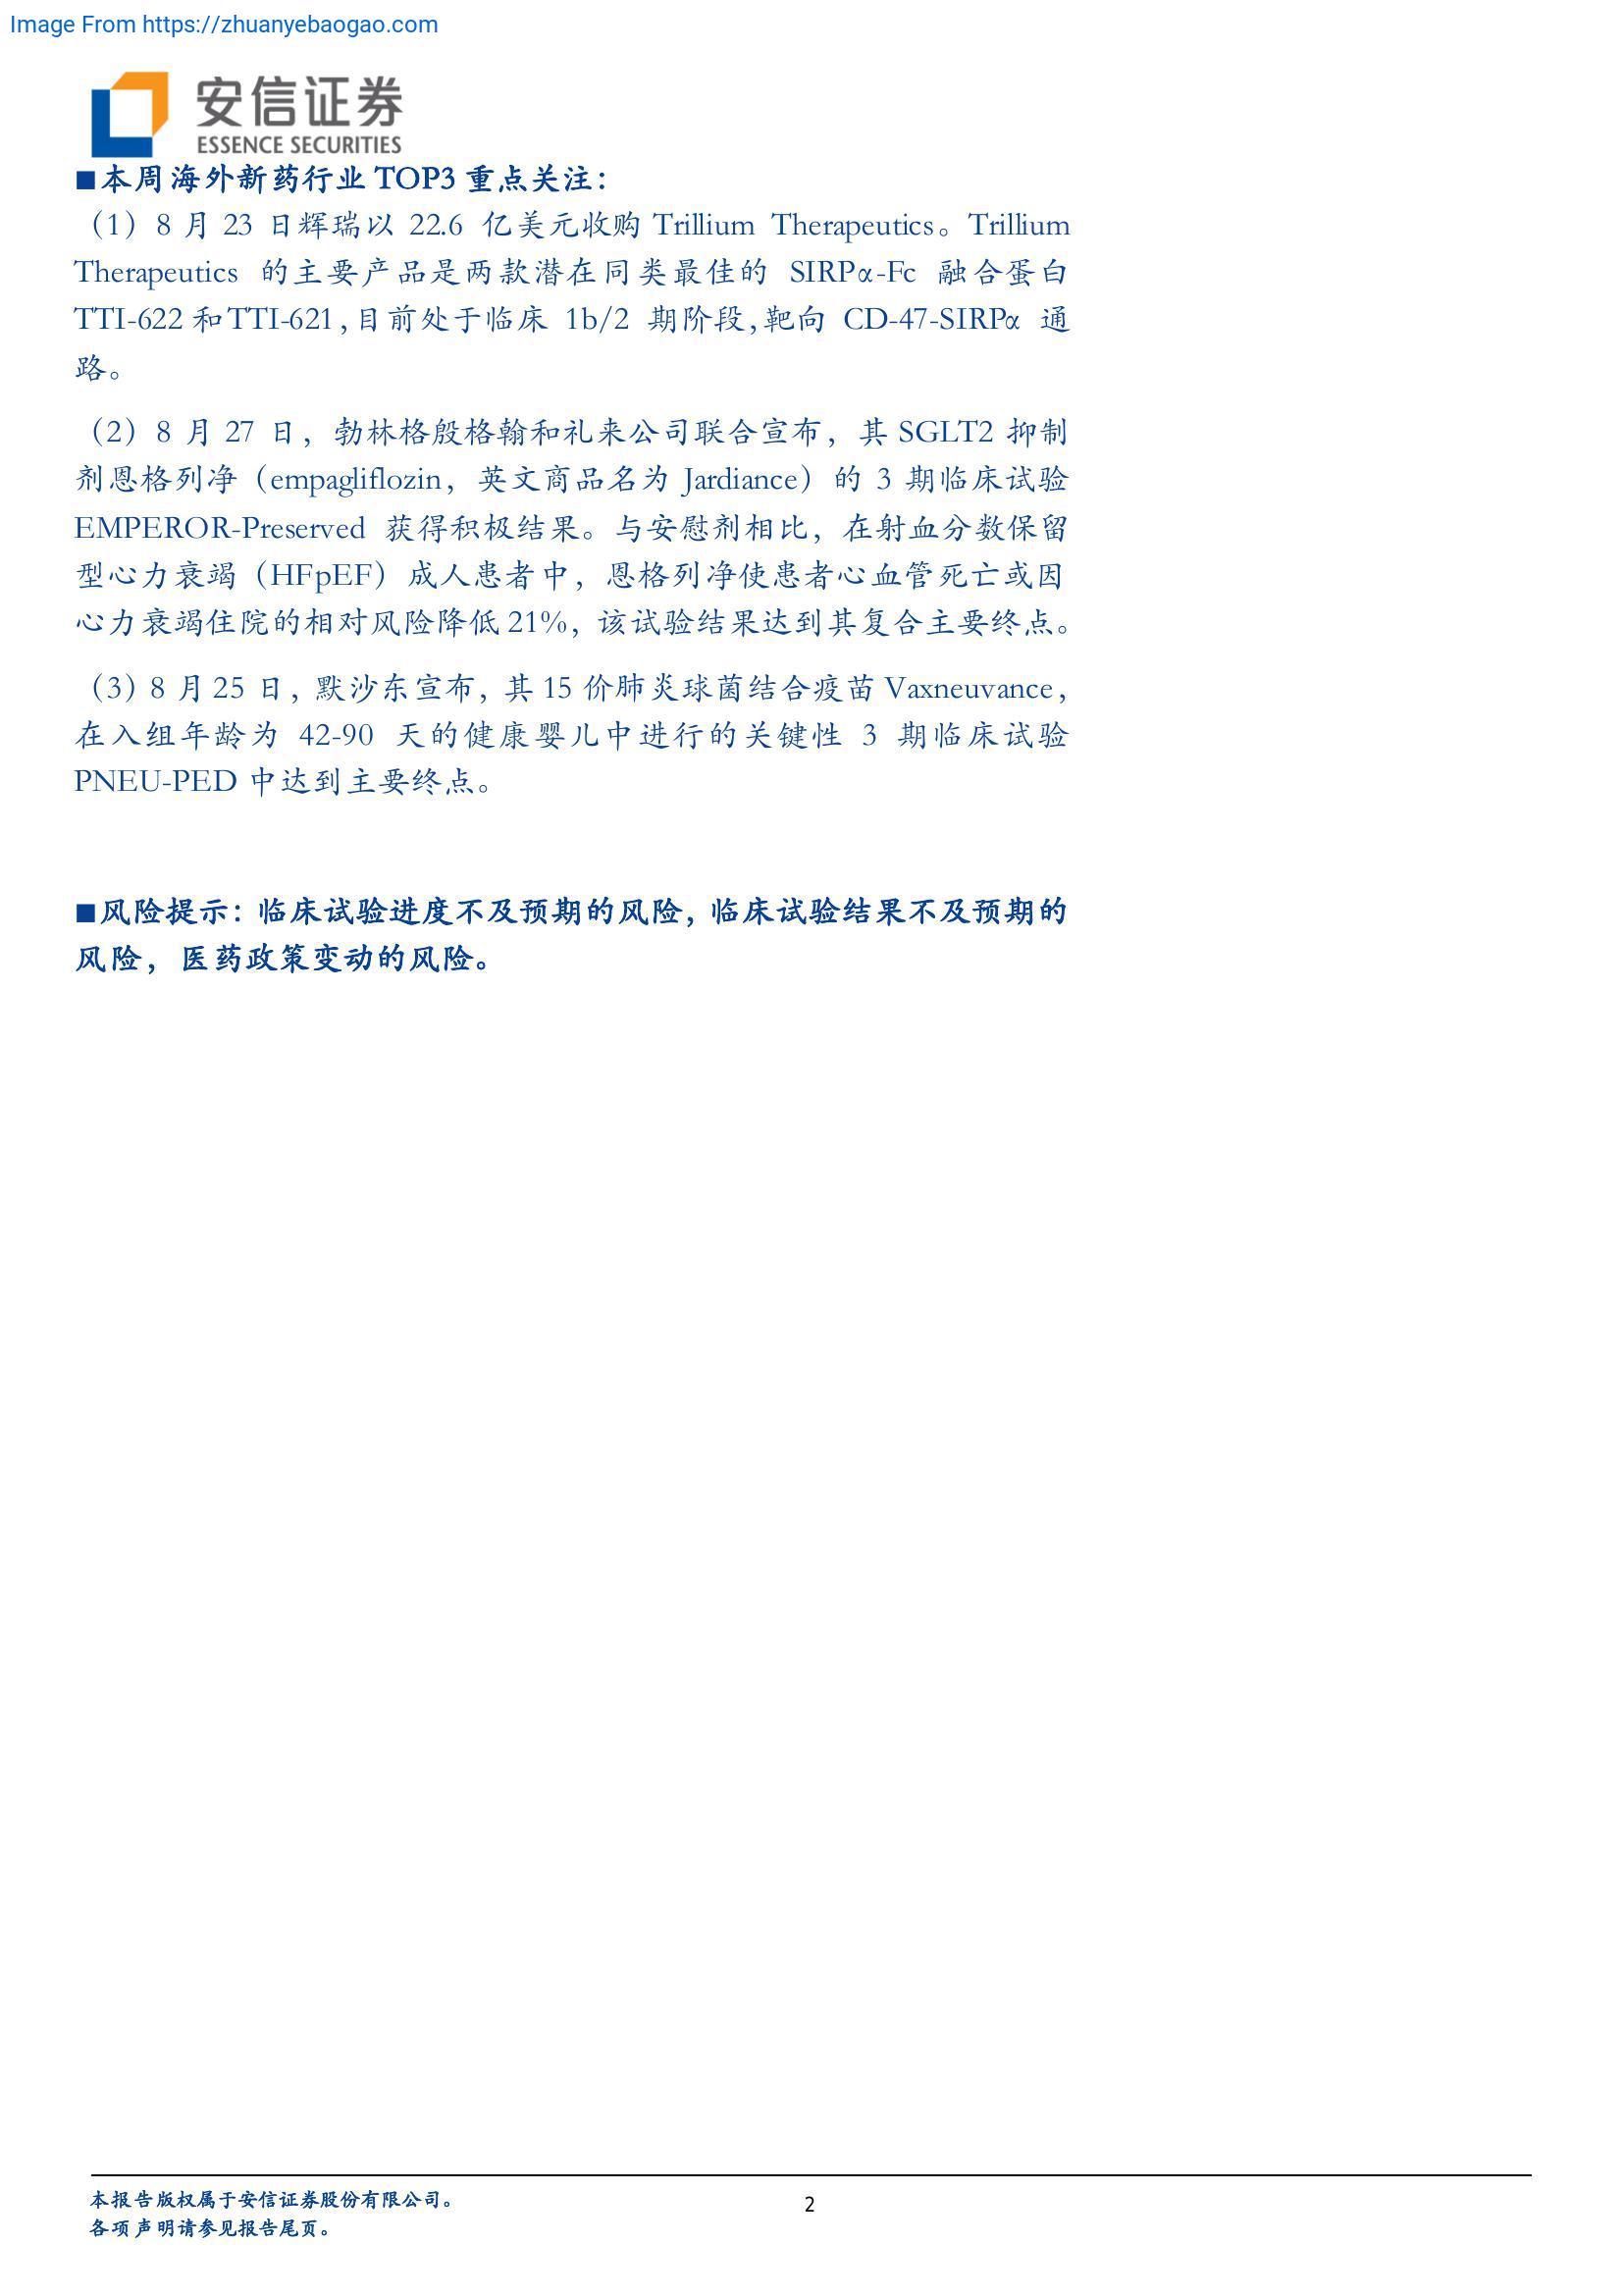 Image From https://zhuanyebaogao.com
安信证券
ESSENCE SECURITIES
■本周海外新药行业 TOP3 重点关注：
（1）8 月 23 日辉瑞以 22.6 亿美元收购 Trillium Therapeutics。Trillium
Therapeutics 的主要产品是两款潜在同类最佳的 SIRPα-Fc 融合蛋白
TTI-622 和 TTI-621，目前处于临床 1b/2 期阶段，靶向 CD-47-SIRPα 通
路。
（2）8 月 27 日，勃林格殷格翰和礼来公司联合宣布，其 SGLT2 抑制
剂恩格列净（empagliflozin，英文商品名为 Jardiance）的 3 期临床试验
EMPEROR-Preserved 获得积极结果。与安慰剂相比，在射血分数保留
型心力衰竭（HFpEF）成人患者中，恩格列净使患者心血管死亡或因
心力衰竭住院的相对风险降低 21%，该试验结果达到其复合主要终点。
（3）8 月 25 日，默沙东宣布，其 15 价肺炎球菌结合疫苗 Vaxneuvance，
在入组年龄为 42-90 天的健康婴儿中进行的关键性 3 期临床试验
PNEU-PED 中达到主要终点。
■风险提示：临床试验进度不及预期的风险，临床试验结果不及预期的
风险，医药政策变动的风险。
本报告版权属于安信证券股份有限公司。
2
各项声明请参见报告尾页。